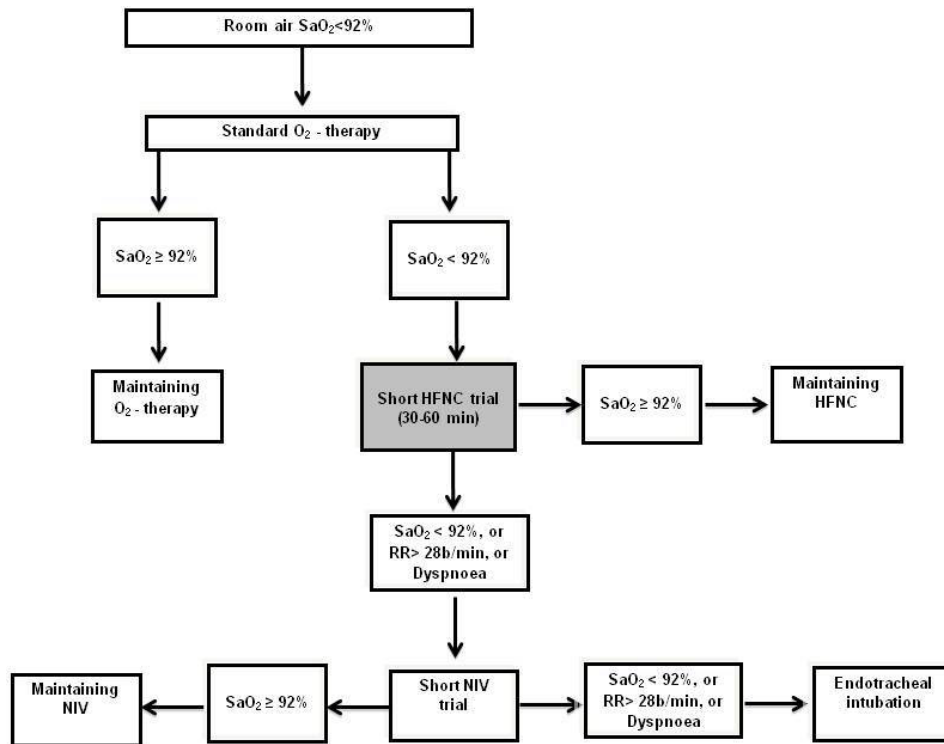 Room air SaO₂<92%
Standard O₂ - therapy
SaO₂ ≥ 92%
SaO₂ < 92%
Maintaining
O₂ - therapy
Short HFNC trial
(30-60 min)
SaO₂ ≥ 92%
Maintaining
HFNC
SaO₂ < 92%, or
RR> 28b/min, or
Dyspnoea
Maintaining
NIV
SaO₂ ≥ 92%
Short NIV
trial
SaO₂ < 92%, or
RR> 28b/min, or
Dyspnoea
Endotracheal
intubation